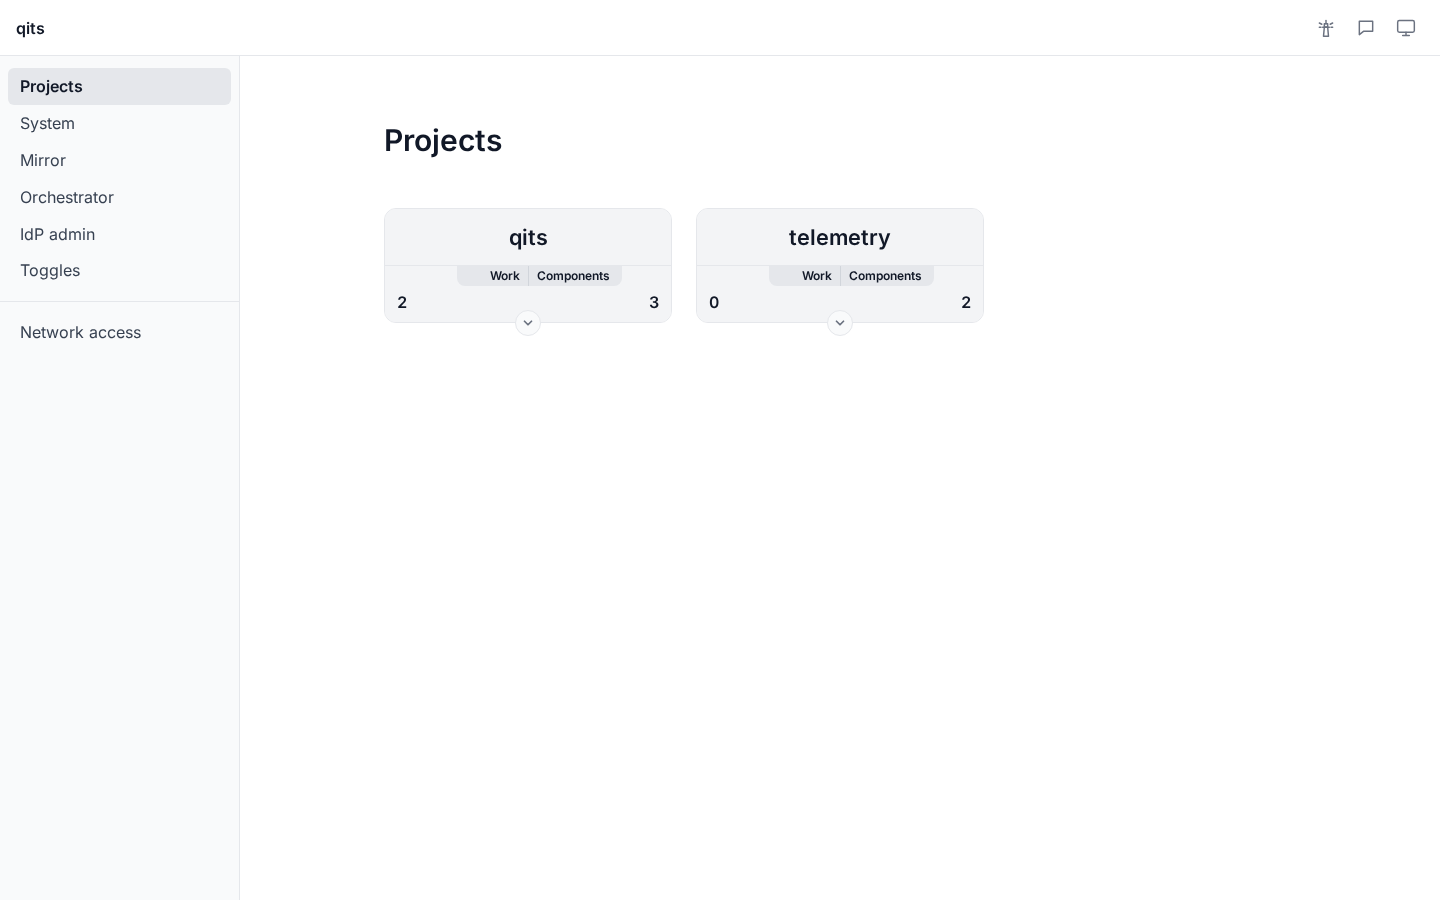 qits
Projects
System
Mirror
Orchestrator
IdP admin
Toggles
Network access
Projects
qits
Work Components
2 3
telemetry
Work Components
0 2